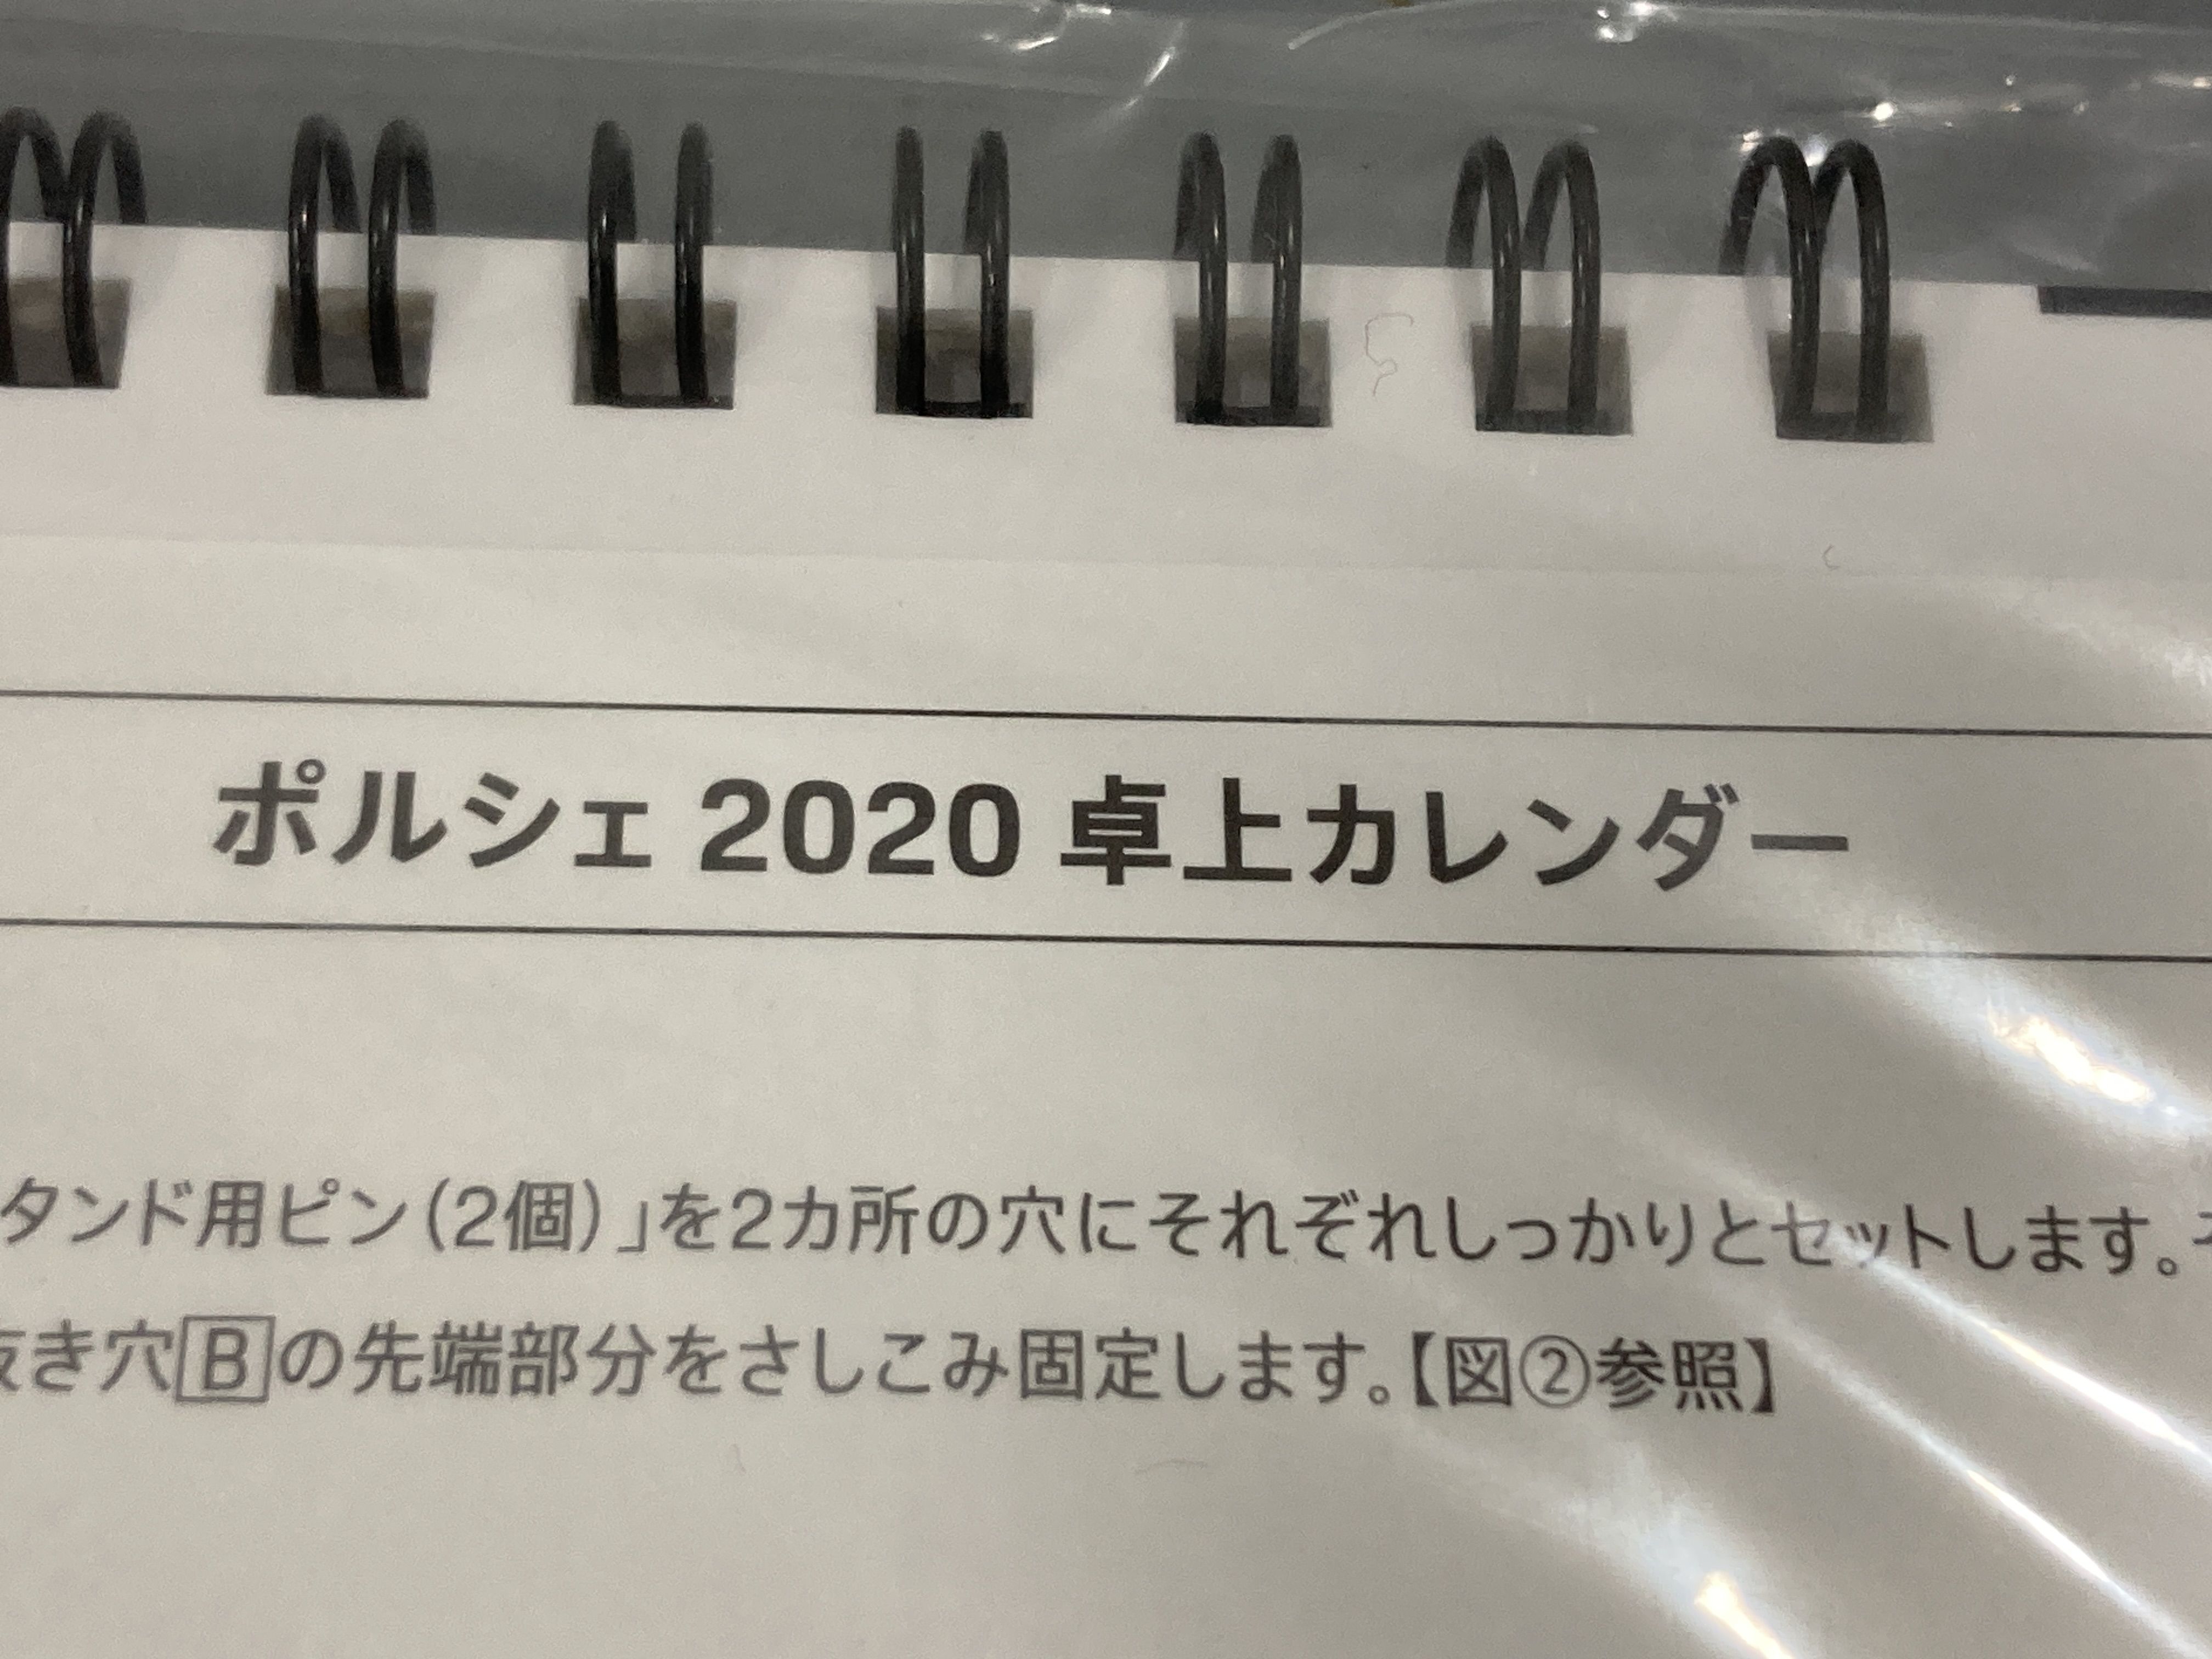 ポルシェ 2020 卓上カレンダー
タンド用ピン(2個)」を2カ所の穴にそれぞれしっかりとセットします。
き穴Bの先端部分をさしこみ固定します。【図②参照】